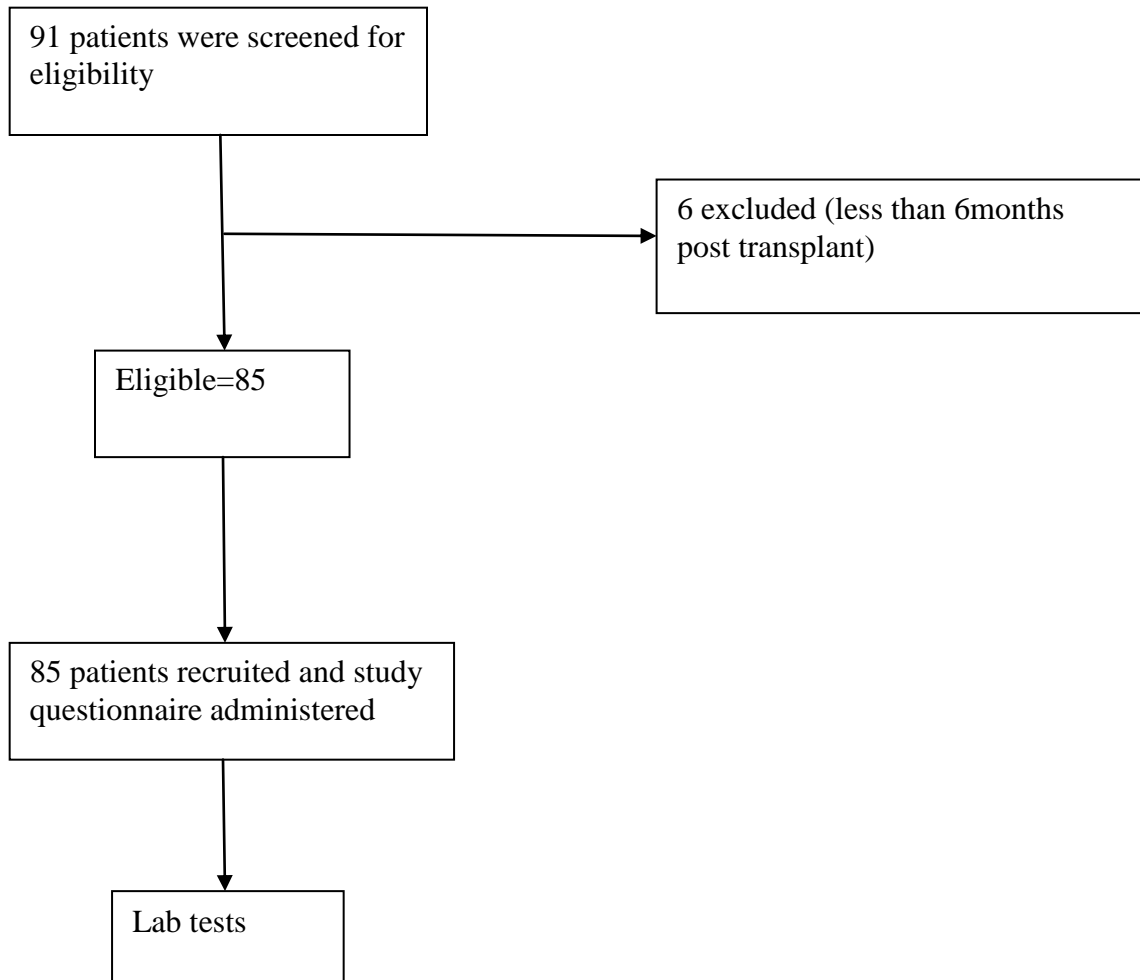 91 patients were screened for
eligibility
6 excluded (less than 6months
post transplant)
Eligible=85
85 patients recruited and study
questionnaire administered
Lab tests